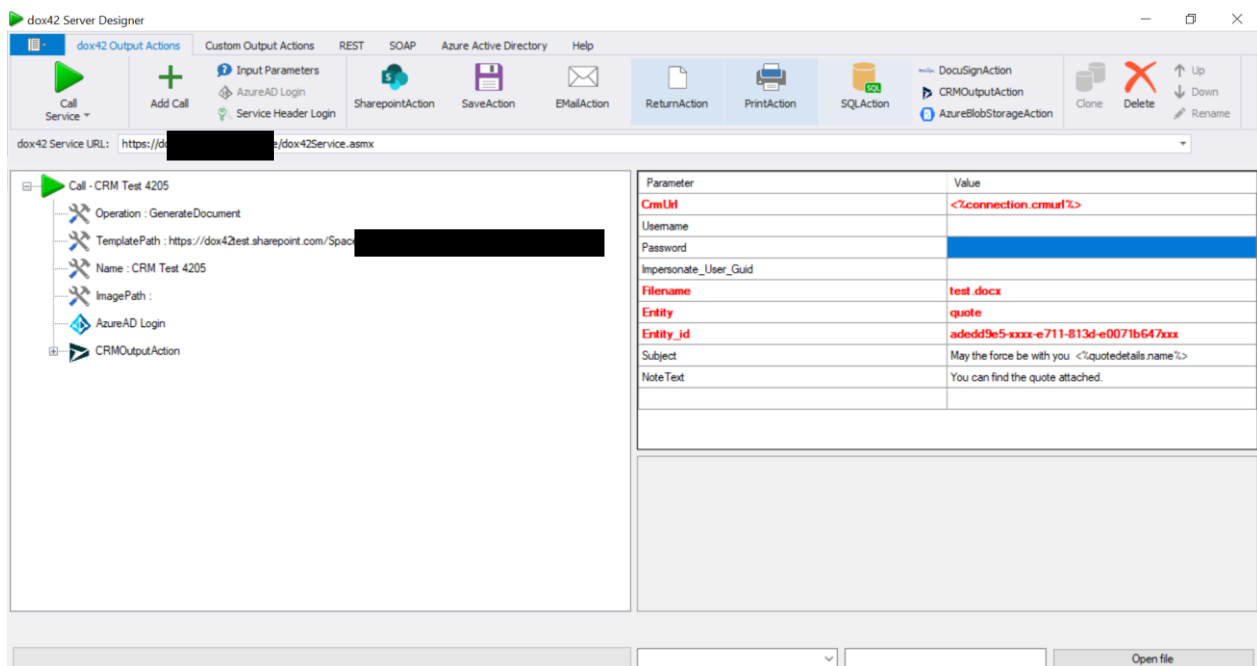 dox42 Server Designer
dox42 Output Actions Custom Output Actions REST SOAP Azure Active Directory Help
Call Service
Add Call
Input Parameters
AzureAD Login
Service Header Login
SharepointAction
SaveAction
EMailAction
ReturnAction
PrintAction
SQL
SQLAction
DocuSignAction
CRMOutputAction
AzureBlobStorageAction
Clone
Delete
Up
Down
Rename
dox42 Service URL: https://do e/dox42Service.asmx
Call - CRM Test 4205
Operation : GenerateDocument
TemplatePath : https://dox42test.sharepoint.com/Space
Name : CRM Test 4205
ImagePath :
AzureAD Login
CRMOutputAction
Parameter Value
CrmUrl <%connection.crmurl%>
Username
Password
Impersonate_User_Guid
Filename test.docx
Entity quote
Entity_id adedd9e5-xxxx-e711-813d-e0071b647xxx
Subject May the force be with you <%quotedetails.name%>
NoteText You can find the quote attached.
Open file